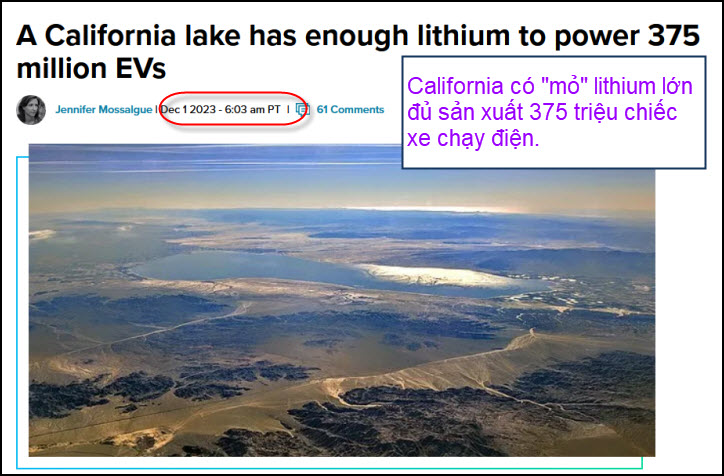 A California lake has enough lithium to power 375
million EVs
Jennifer Mossalgue | Dec 1 2023 - 6:03 am PT | 61 Comments
California có "mỏ" lithium lớn
đủ sản xuất 375 triệu chiếc
xe chạy điện.